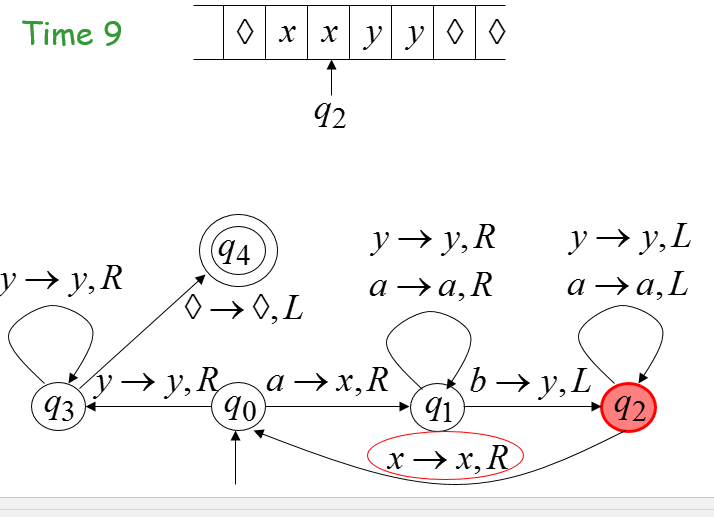 Time 9
◊ x x y y ◊ ◊
q2
y → y, R
y → y, L
q4
y → y, R
a → a, R
a → a, L
◊ → ◊, L
y → y, R
a → x, R
b → y, L
q3
q0
q1
q2
x → x, R